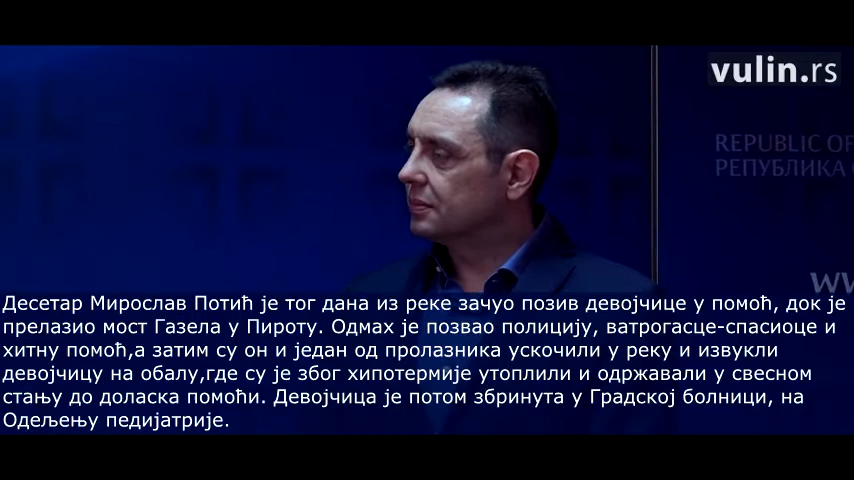 vulin.rs
REPUBLIC OF
РЕПУБЛИКА
Десетар Мирослав Потић је тог дана из реке зачуо позив девојчице у помоћ, док је
прелазио мост Газела у Пироту. Одмах је позвао полицију, ватрогасце-спасиоце и
хитну помоћ,а затим су он и један од пролазника ускочили у реку и извукли
девојчицу на обалу,где су је због хипотермије утоплили и одржавали у свесном
стању до доласка помоћи. Девојчица је потом збринута у Градској болници, на
Одељењу педијатрије.